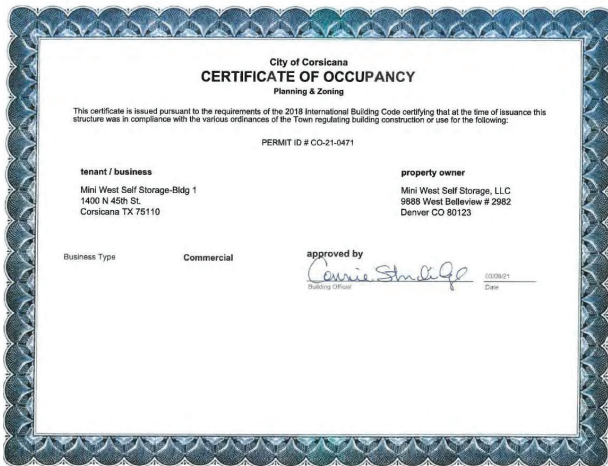 City of Corsicana
CERTIFICATE OF OCCUPANCY
Planning & Zoning
This certificate is issued pursuant to the requirements of the 2018 International Building Code certifying that at the time of issuance this
structure was in compliance with the various ordinances of the Town regulating building construction or use for the following:
PERMIT ID # CO-21-0471
tenant / business
Mini West Self Storage-Bldg 1
1400 N 45th St.
Corsicana TX 75110
property owner
Mini West Self Storage, LLC
9888 West Belleview # 2982
Denver CO 80123
Business Type Commercial
approved by
Connie
Building Official
Date